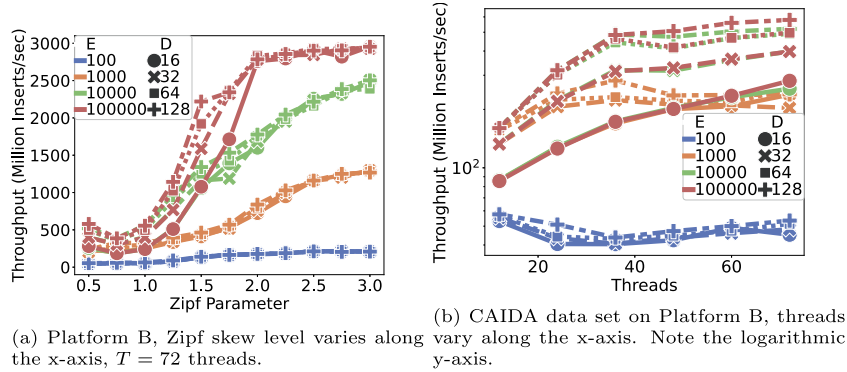 Throughput (Million Inserts/sec)
3000
2500
2000
1500
1000
500
0
E D
100 16
1000 32
10000 64
100000 128
0.5 1.0 1.5 2.0 2.5 3.0
Zipf Parameter
(a) Platform B, Zipf skew level varies along
the x-axis, T = 72 threads.
Throughput (Million Inserts/sec)
10²
E D
100 16
1000 32
10000 64
100000 128
20 40 60
Threads
(b) CAIDA data set on Platform B, threads
vary along the x-axis. Note the logarithmic
y-axis.